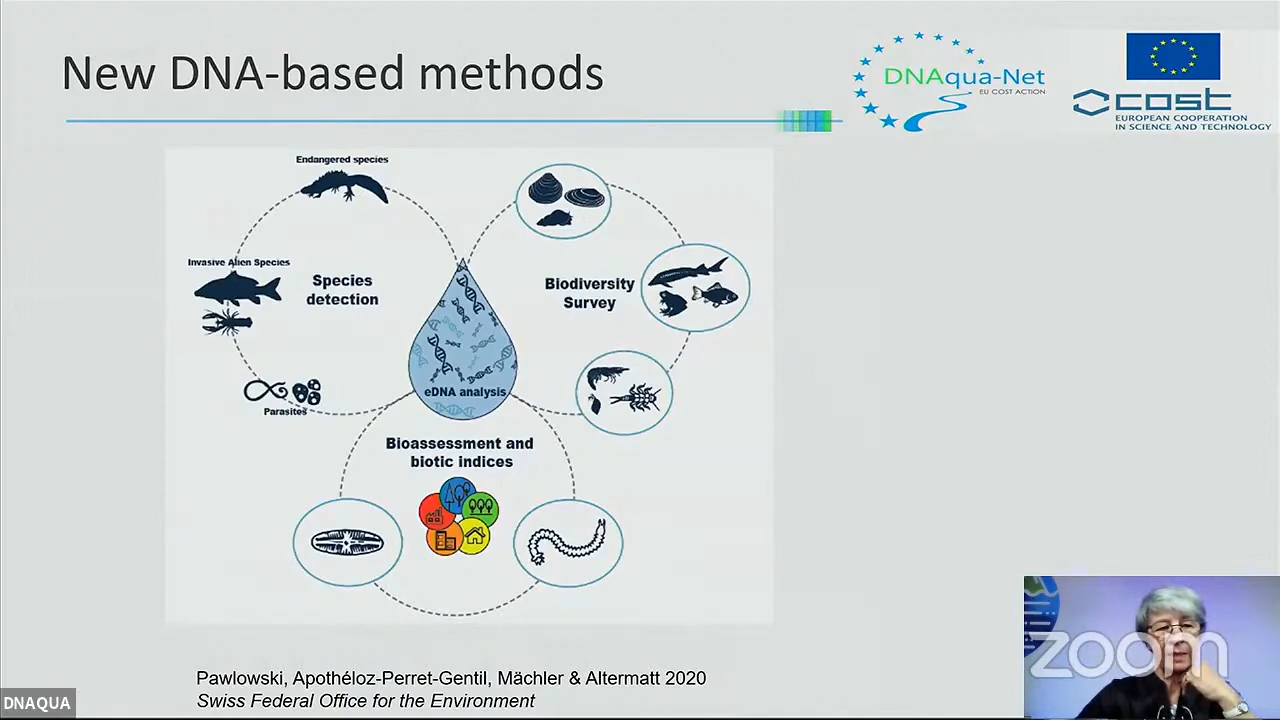 New DNA-based methods
DNAqua-Net
EU COST ACTION
cost
EUROPEAN COOPERATION
IN SCIENCE AND TECHNOLOGY
Endangered species
Invasive Alien Species
Species
detection
Parasites
Biodiversity
Survey
eDNA analysis
Bioassessment and
biotic indices
Pawlowski, Apothéloz-Perret-Gentil, Mächler & Altermatt 2020
Swiss Federal Office for the Environment
DNAQUA
zoom